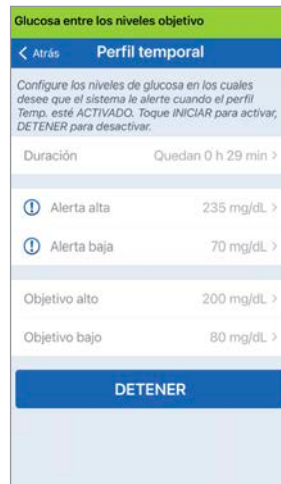 Glucosa entre los niveles objetivo
< Atrás Perfil temporal
Configure los niveles de glucosa en los cuales
desee que el sistema le alerte cuando el perfil
Temp. esté ACTIVADO. Toque INICIAR para activar,
DETENER para desactivar.
Duración Quedan 0 h 29 min >
Alerta alta 235 mg/dL >
Alerta baja 70 mg/dL >
Objetivo alto 200 mg/dL >
Objetivo bajo 80 mg/dL >
DETENER